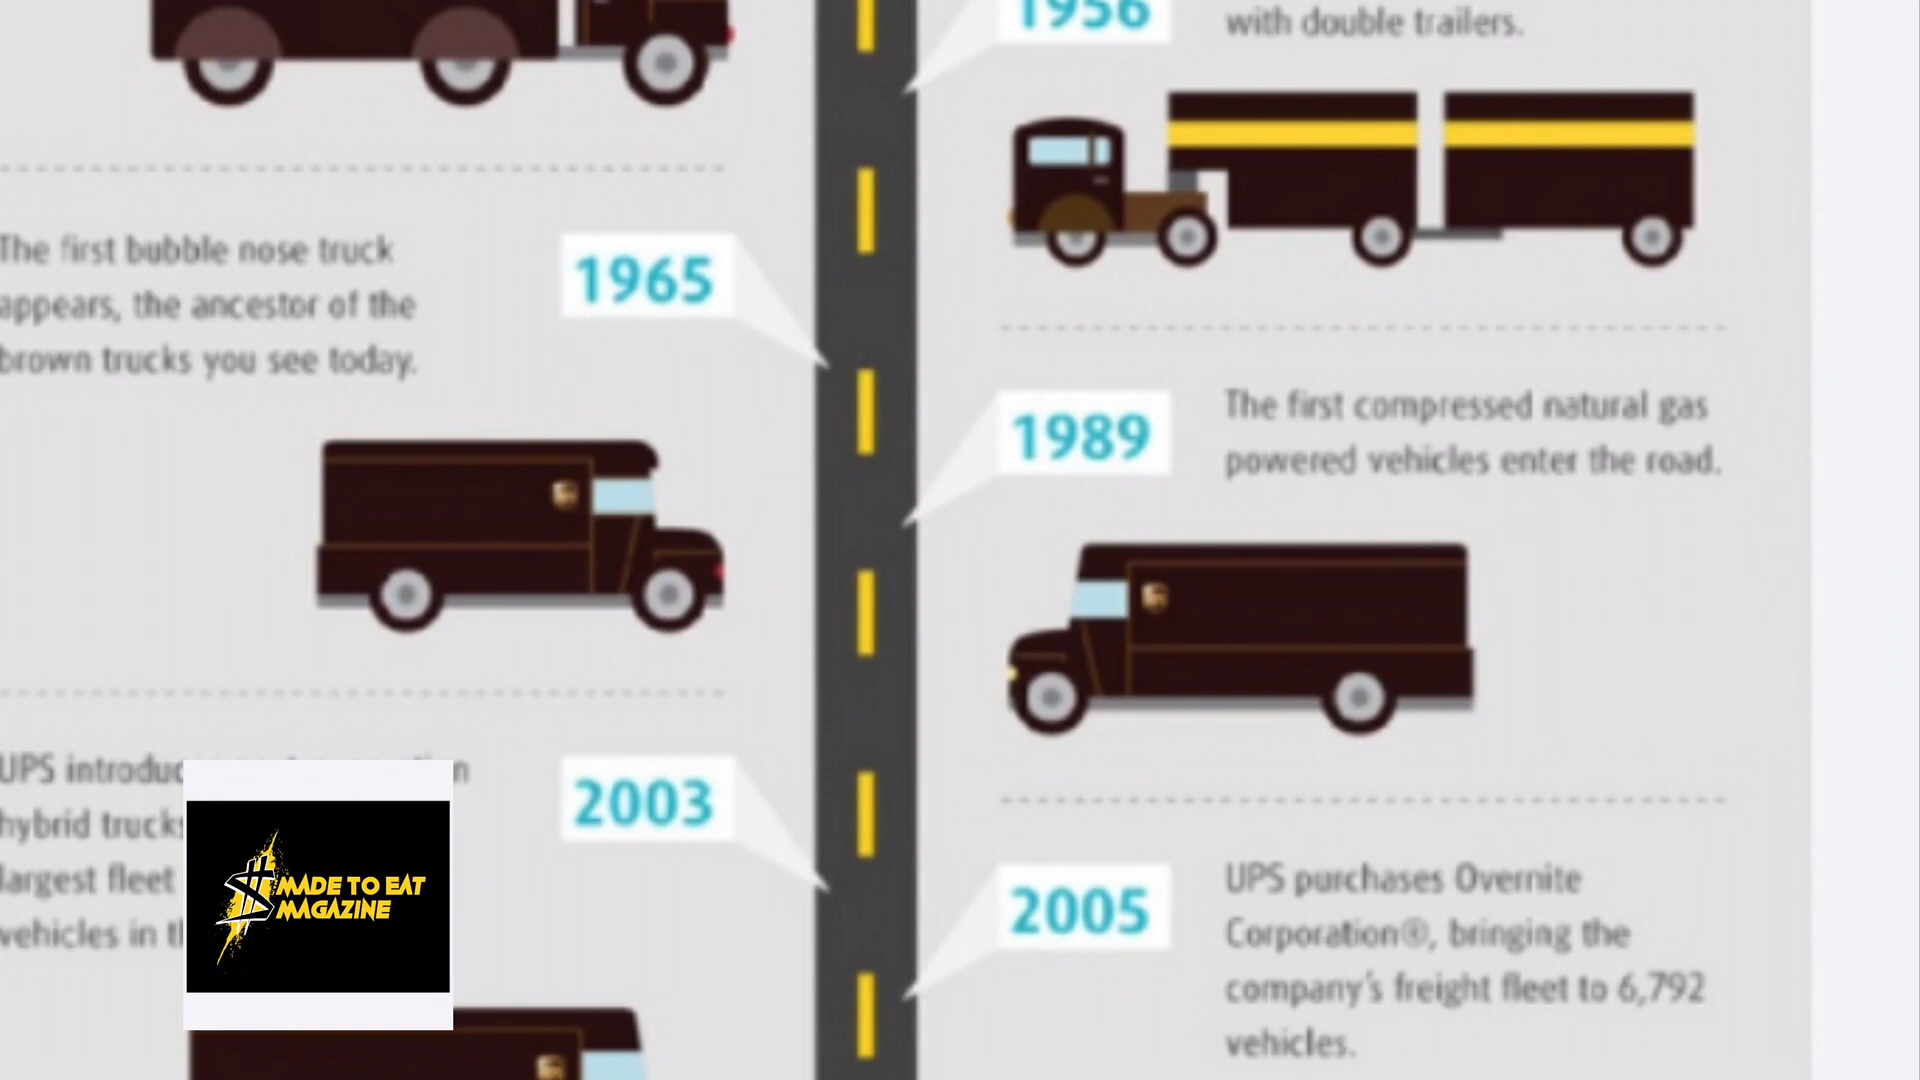 1956
with double trailers.
The first bubble nose truck
appears, the ancestor of the
brown trucks you see today.
1965
1989
The first compressed natural gas
powered vehicles enter the road.
UPS
hybrid trucks
largest fleet
vehicles in
2003
MADE TO EAT
MAGAZINE
2005
UPS purchases Overnite
Corporation®, bringing the
company's freight fleet to 6,792
vehicles.